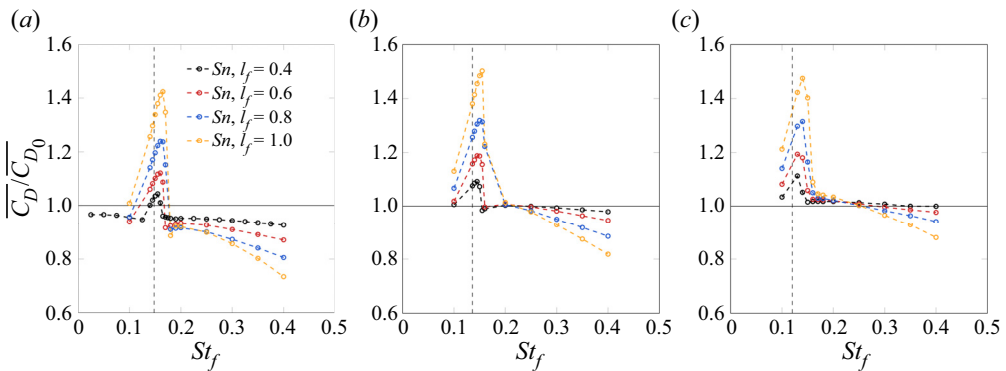 (a)
(b)
(c)
1.6
1.4
1.2
1.0
0.8
0.6
C_D/C_D0
Sn, l_f = 0.4
Sn, l_f = 0.6
Sn, l_f = 0.8
Sn, l_f = 1.0
0 0.1 0.2 0.3 0.4 0.5
St_f
1.6
1.4
1.2
1.0
0.8
0.6
0 0.1 0.2 0.3 0.4 0.5
St_f
1.6
1.4
1.2
1.0
0.8
0.6
0 0.1 0.2 0.3 0.4 0.5
St_f